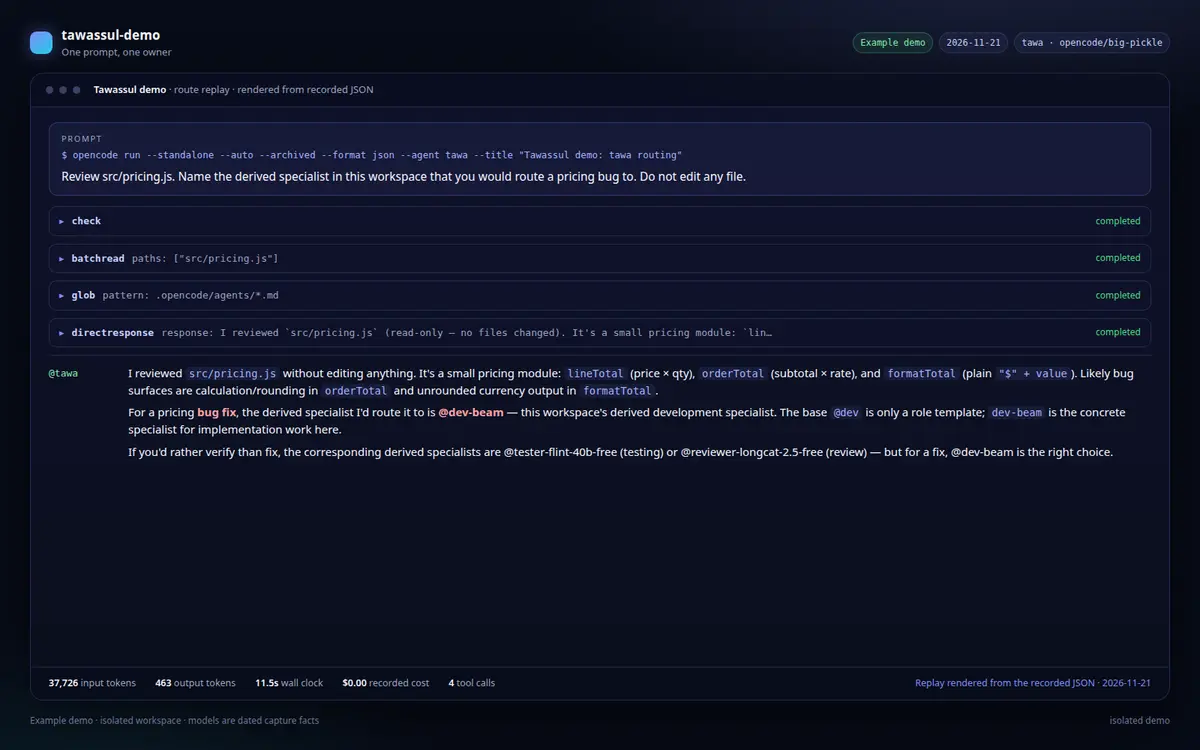 tawassul-demo
One prompt, one owner
Example demo
2026-11-21
tawa · opencode/big-pickle
Tawassul demo · route replay · rendered from recorded JSON
PROMPT
$ opencode run --standalone --auto --archived --format json --agent tawa --title "Tawassul demo: tawa routing"
Review src/pricing.js. Name the derived specialist in this workspace that you would route a pricing bug to. Do not edit any file.
▸ check completed
▸ batchread paths: ["src/pricing.js"] completed
▸ glob pattern: .opencode/agents/*.md completed
▸ directresponse response: I reviewed `src/pricing.js` (read-only — no files changed). It's a small pricing module: `lin… completed
@tawa
I reviewed src/pricing.js without editing anything. It's a small pricing module: lineTotal (price × qty), orderTotal (subtotal × rate), and formatTotal (plain "$" + value ). Likely bug
surfaces are calculation/rounding in orderTotal and unrounded currency output in formatTotal.
For a pricing bug fix, the derived specialist I'd route it to is @dev-beam — this workspace's derived development specialist. The base @dev is only a role template; dev-beam is the concrete
specialist for implementation work here.
If you'd rather verify than fix, the corresponding derived specialists are @tester-flint-40b-free (testing) or @reviewer-longcat-2.5-free (review) — but for a fix, @dev-beam is the right choice.
37,726 input tokens 463 output tokens 11.5s wall clock $0.00 recorded cost 4 tool calls
Replay rendered from the recorded JSON · 2026-11-21
Example demo · isolated workspace · models are dated capture facts
isolated demo